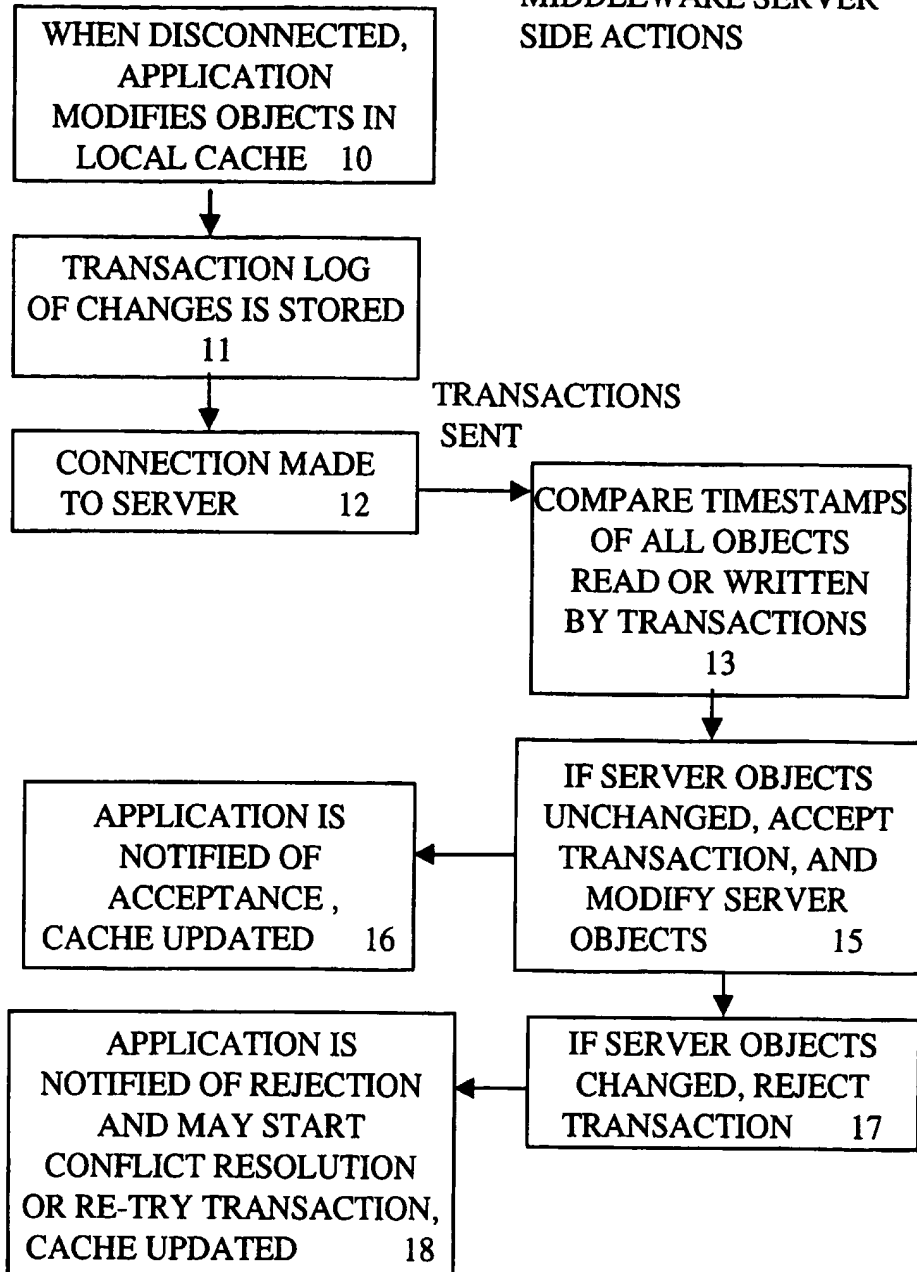 MIDDLEWARE SERVER
SIDE ACTIONS
WHEN DISCONNECTED,
APPLICATION
MODIFIES OBJECTS IN
LOCAL CACHE 10
TRANSACTION LOG
OF CHANGES IS STORED
11
CONNECTION MADE
TO SERVER 12
TRANSACTIONS
SENT
COMPARE TIMESTAMPS
OF ALL OBJECTS
READ OR WRITTEN
BY TRANSACTIONS
13
IF SERVER OBJECTS
UNCHANGED, ACCEPT
TRANSACTION, AND
MODIFY SERVER
OBJECTS 15
APPLICATION IS
NOTIFIED OF
ACCEPTANCE ,
CACHE UPDATED 16
IF SERVER OBJECTS
CHANGED, REJECT
TRANSACTION 17
APPLICATION IS
NOTIFIED OF REJECTION
AND MAY START
CONFLICT RESOLUTION
OR RE-TRY TRANSACTION,
CACHE UPDATED 18